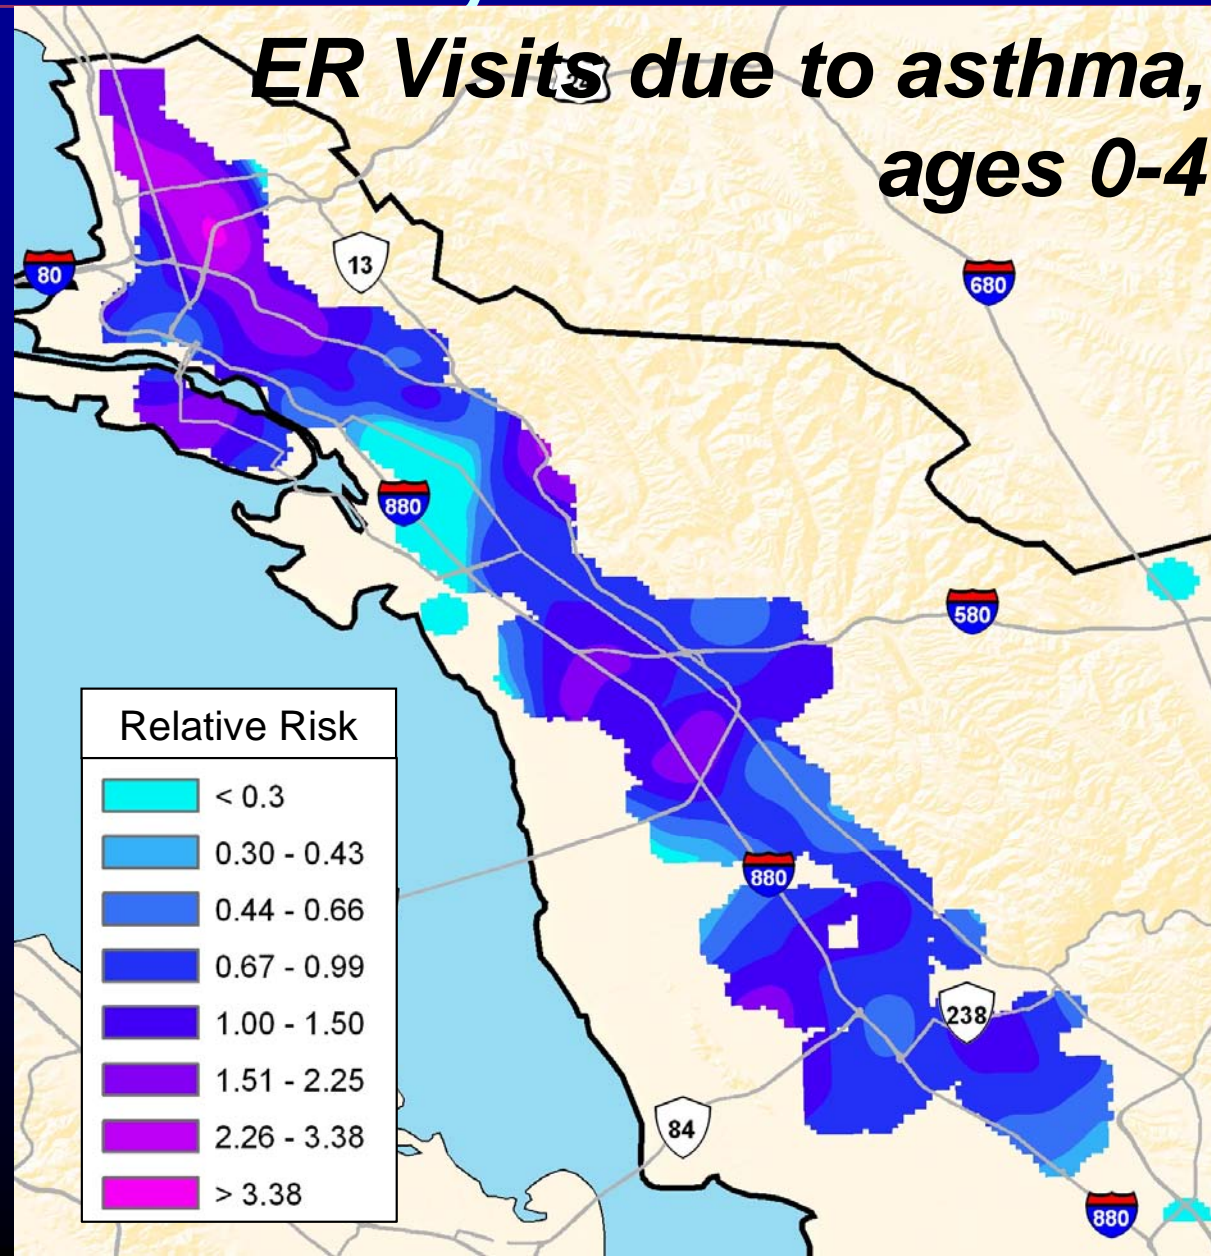 ER Visits due to asthma,
ages 0-4
24
13
80
680
880
580
Relative Risk
< 0.3
0.30 - 0.43
0.44 - 0.66
0.67 - 0.99
1.00 - 1.50
1.51 - 2.25
2.26 - 3.38
> 3.38
880
238
84
880